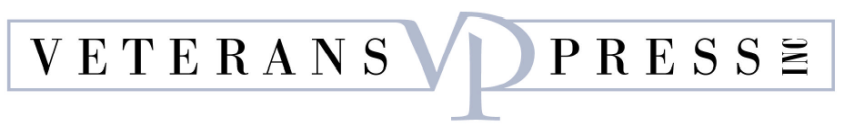 VETERANS VP PRESS INC